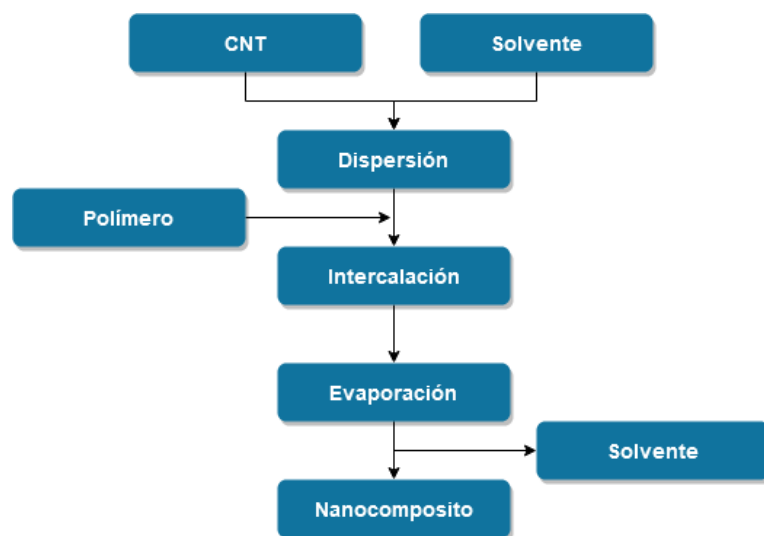 CNT
Solvente
Dispersión
Polímero
Intercalación
Evaporación
Solvente
Nanocomposito